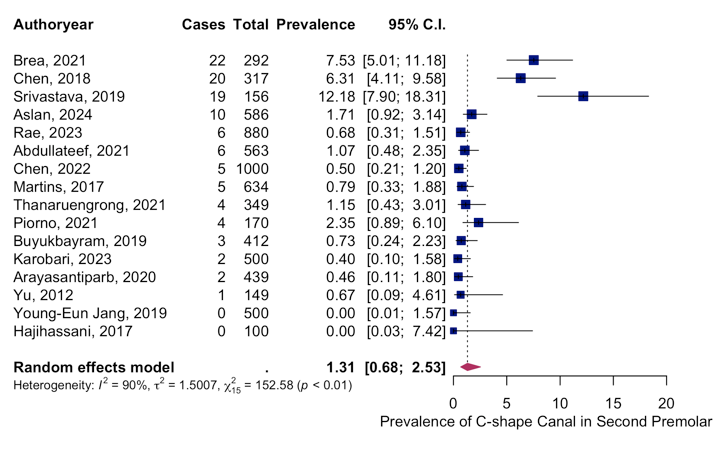 Authoryear Cases Total Prevalence 95% C.I.
Brea, 2021 22 292 7.53 [5.01; 11.18]
Chen, 2018 20 317 6.31 [4.11; 9.58]
Srivastava, 2019 19 156 12.18 [7.90; 18.31]
Aslan, 2024 10 586 1.71 [0.92; 3.14]
Rae, 2023 6 880 0.68 [0.31; 1.51]
Abdullateef, 2021 6 563 1.07 [0.48; 2.35]
Chen, 2022 5 1000 0.50 [0.21; 1.20]
Martins, 2017 5 634 0.79 [0.33; 1.88]
Thanaruengrong, 2021 4 349 1.15 [0.43; 3.01]
Piorno, 2021 4 170 2.35 [0.89; 6.10]
Buyukbayram, 2019 3 412 0.73 [0.24; 2.23]
Karobari, 2023 2 500 0.40 [0.10; 1.58]
Arayasantiparb, 2020 2 439 0.46 [0.11; 1.80]
Yu, 2012 1 149 0.67 [0.09; 4.61]
Young-Eun Jang, 2019 0 500 0.00 [0.01; 1.57]
Hajihassani, 2017 0 100 0.00 [0.03; 7.42]
Random effects model . 1.31 [0.68; 2.53]
Heterogeneity: I² = 90%, τ² = 1.5007, χ²₁₅ = 152.58 (p < 0.01)
0 5 10 15 20
Prevalence of C-shape Canal in Second Premolar